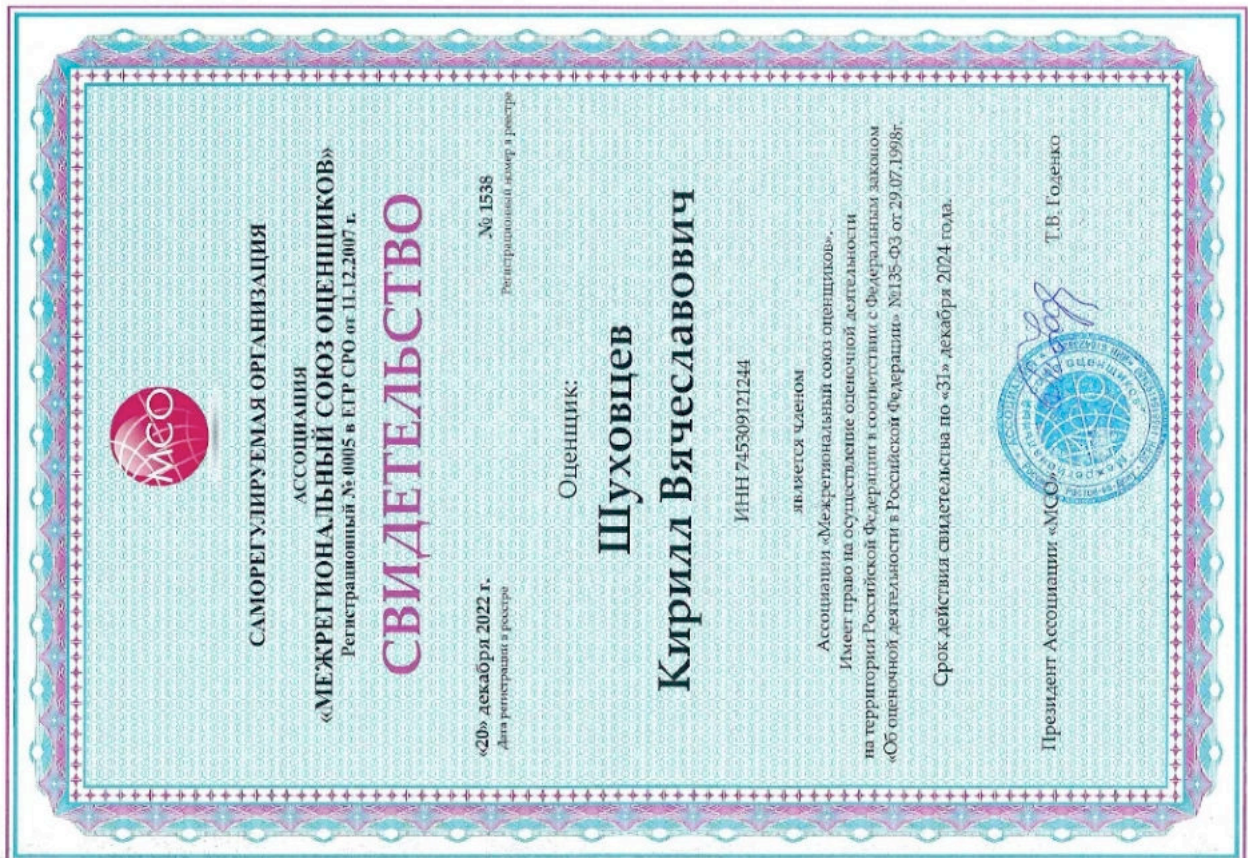 МСО
САМОРЕГУЛИРУЕМАЯ ОРГАНИЗАЦИЯ
АССОЦИАЦИЯ
«МЕЖРЕГИОНАЛЬНЫЙ СОЮЗ ОЦЕНЩИКОВ»
Регистрационный № 0005 в ЕГР СРО от 11.12.2007 г.
СВИДЕТЕЛЬСТВО
«20» декабря 2022 г. № 1538
Дата регистрации в реестре Регистрационный номер в реестре
Оценщик:
Шуховцев
Кирилл Вячеславович
ИНН 745309121244
является членом
Ассоциации «Межрегиональный союз оценщиков».
Имеет право на осуществление оценочной деятельности
на территории Российской Федерации в соответствии с Федеральным законом
«Об оценочной деятельности в Российской Федерации» №135-ФЗ от 29.07.1998г.
Срок действия свидетельства по «31» декабря 2024 года.
Президент Ассоциации «МСО» Т.В. Годенко